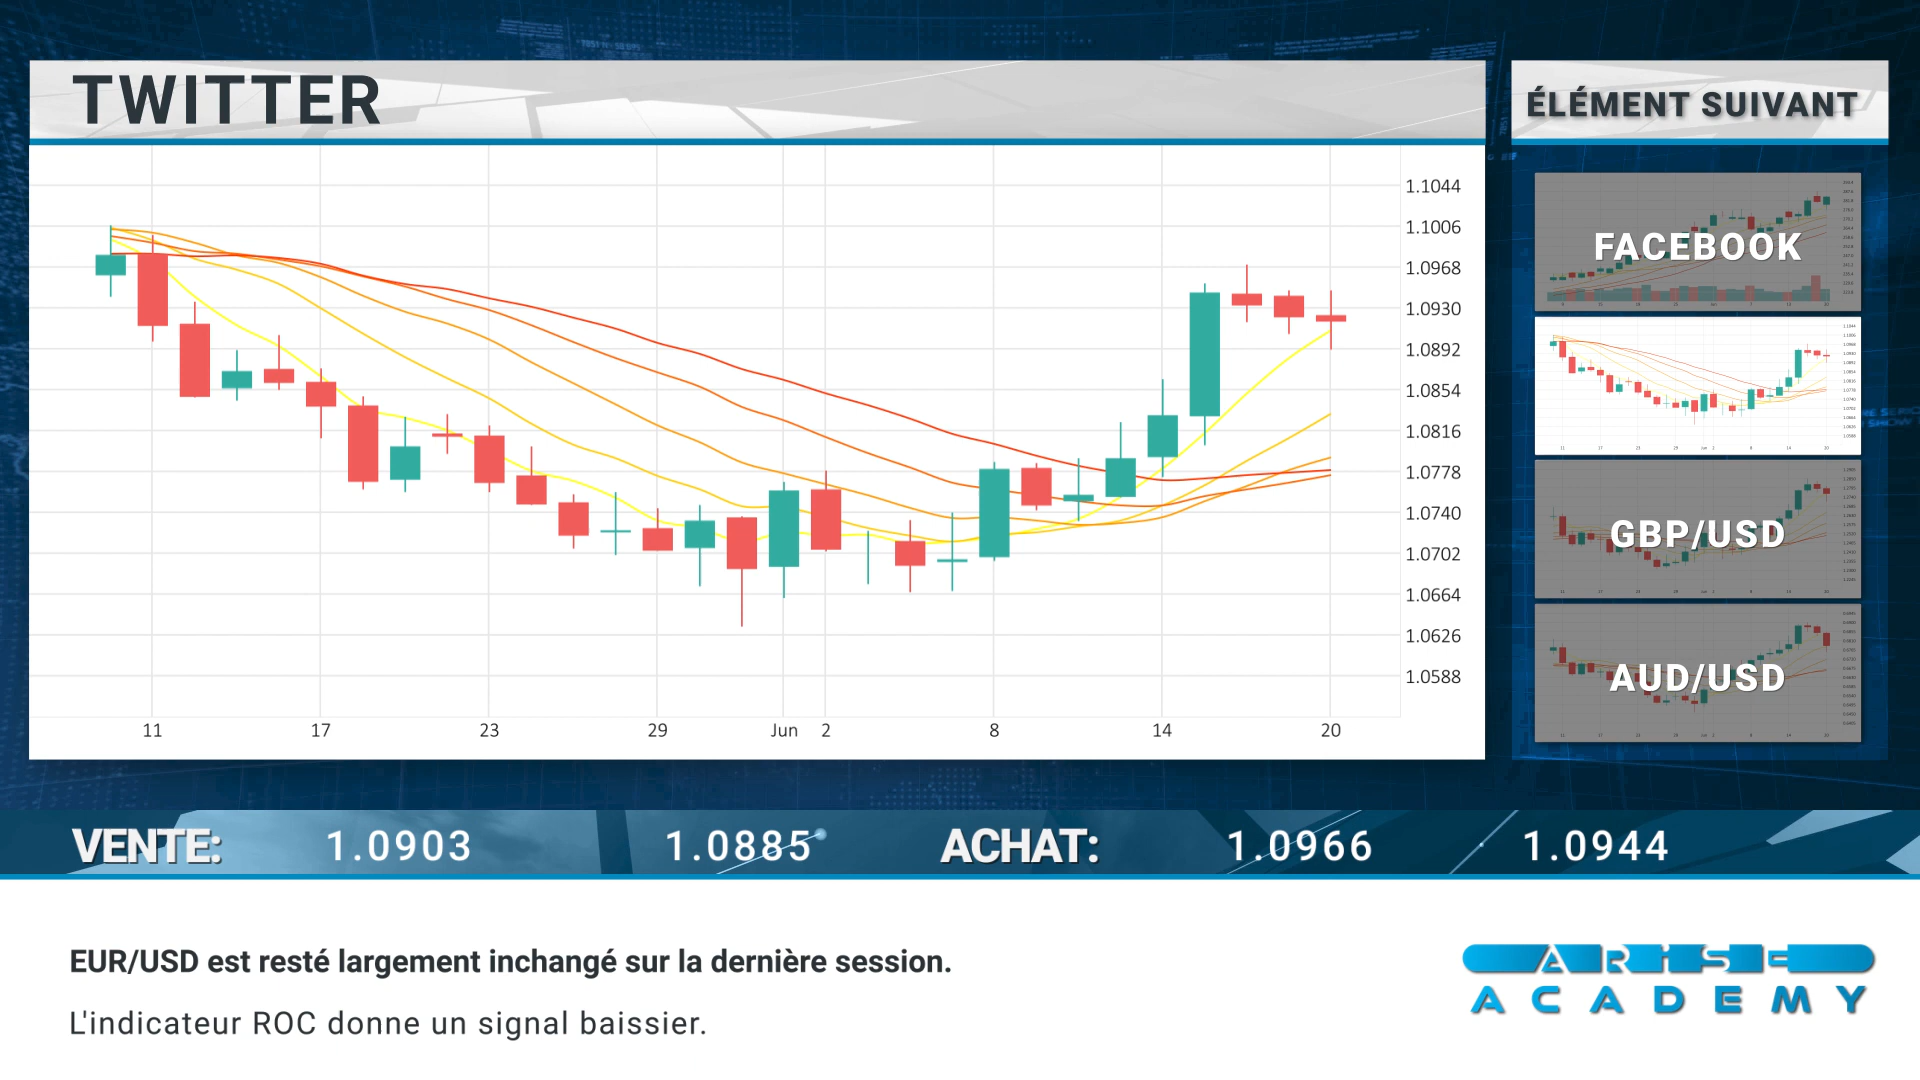 TWITTER
ÉLÉMENT SUIVANT
1.1044
1.1006
1.0968
1.0930
1.0892
1.0854
1.0816
1.0778
1.0740
1.0702
1.0664
1.0626
1.0588
11 17 23 29 Jun 2 8 14 20
FACEBOOK
GBP/USD
AUD/USD
VENTE: 1.0903 1.0885 ACHAT: 1.0966 1.0944
EUR/USD est resté largement inchangé sur la dernière session.
L'indicateur ROC donne un signal baissier.
ARISE
ACADEMY